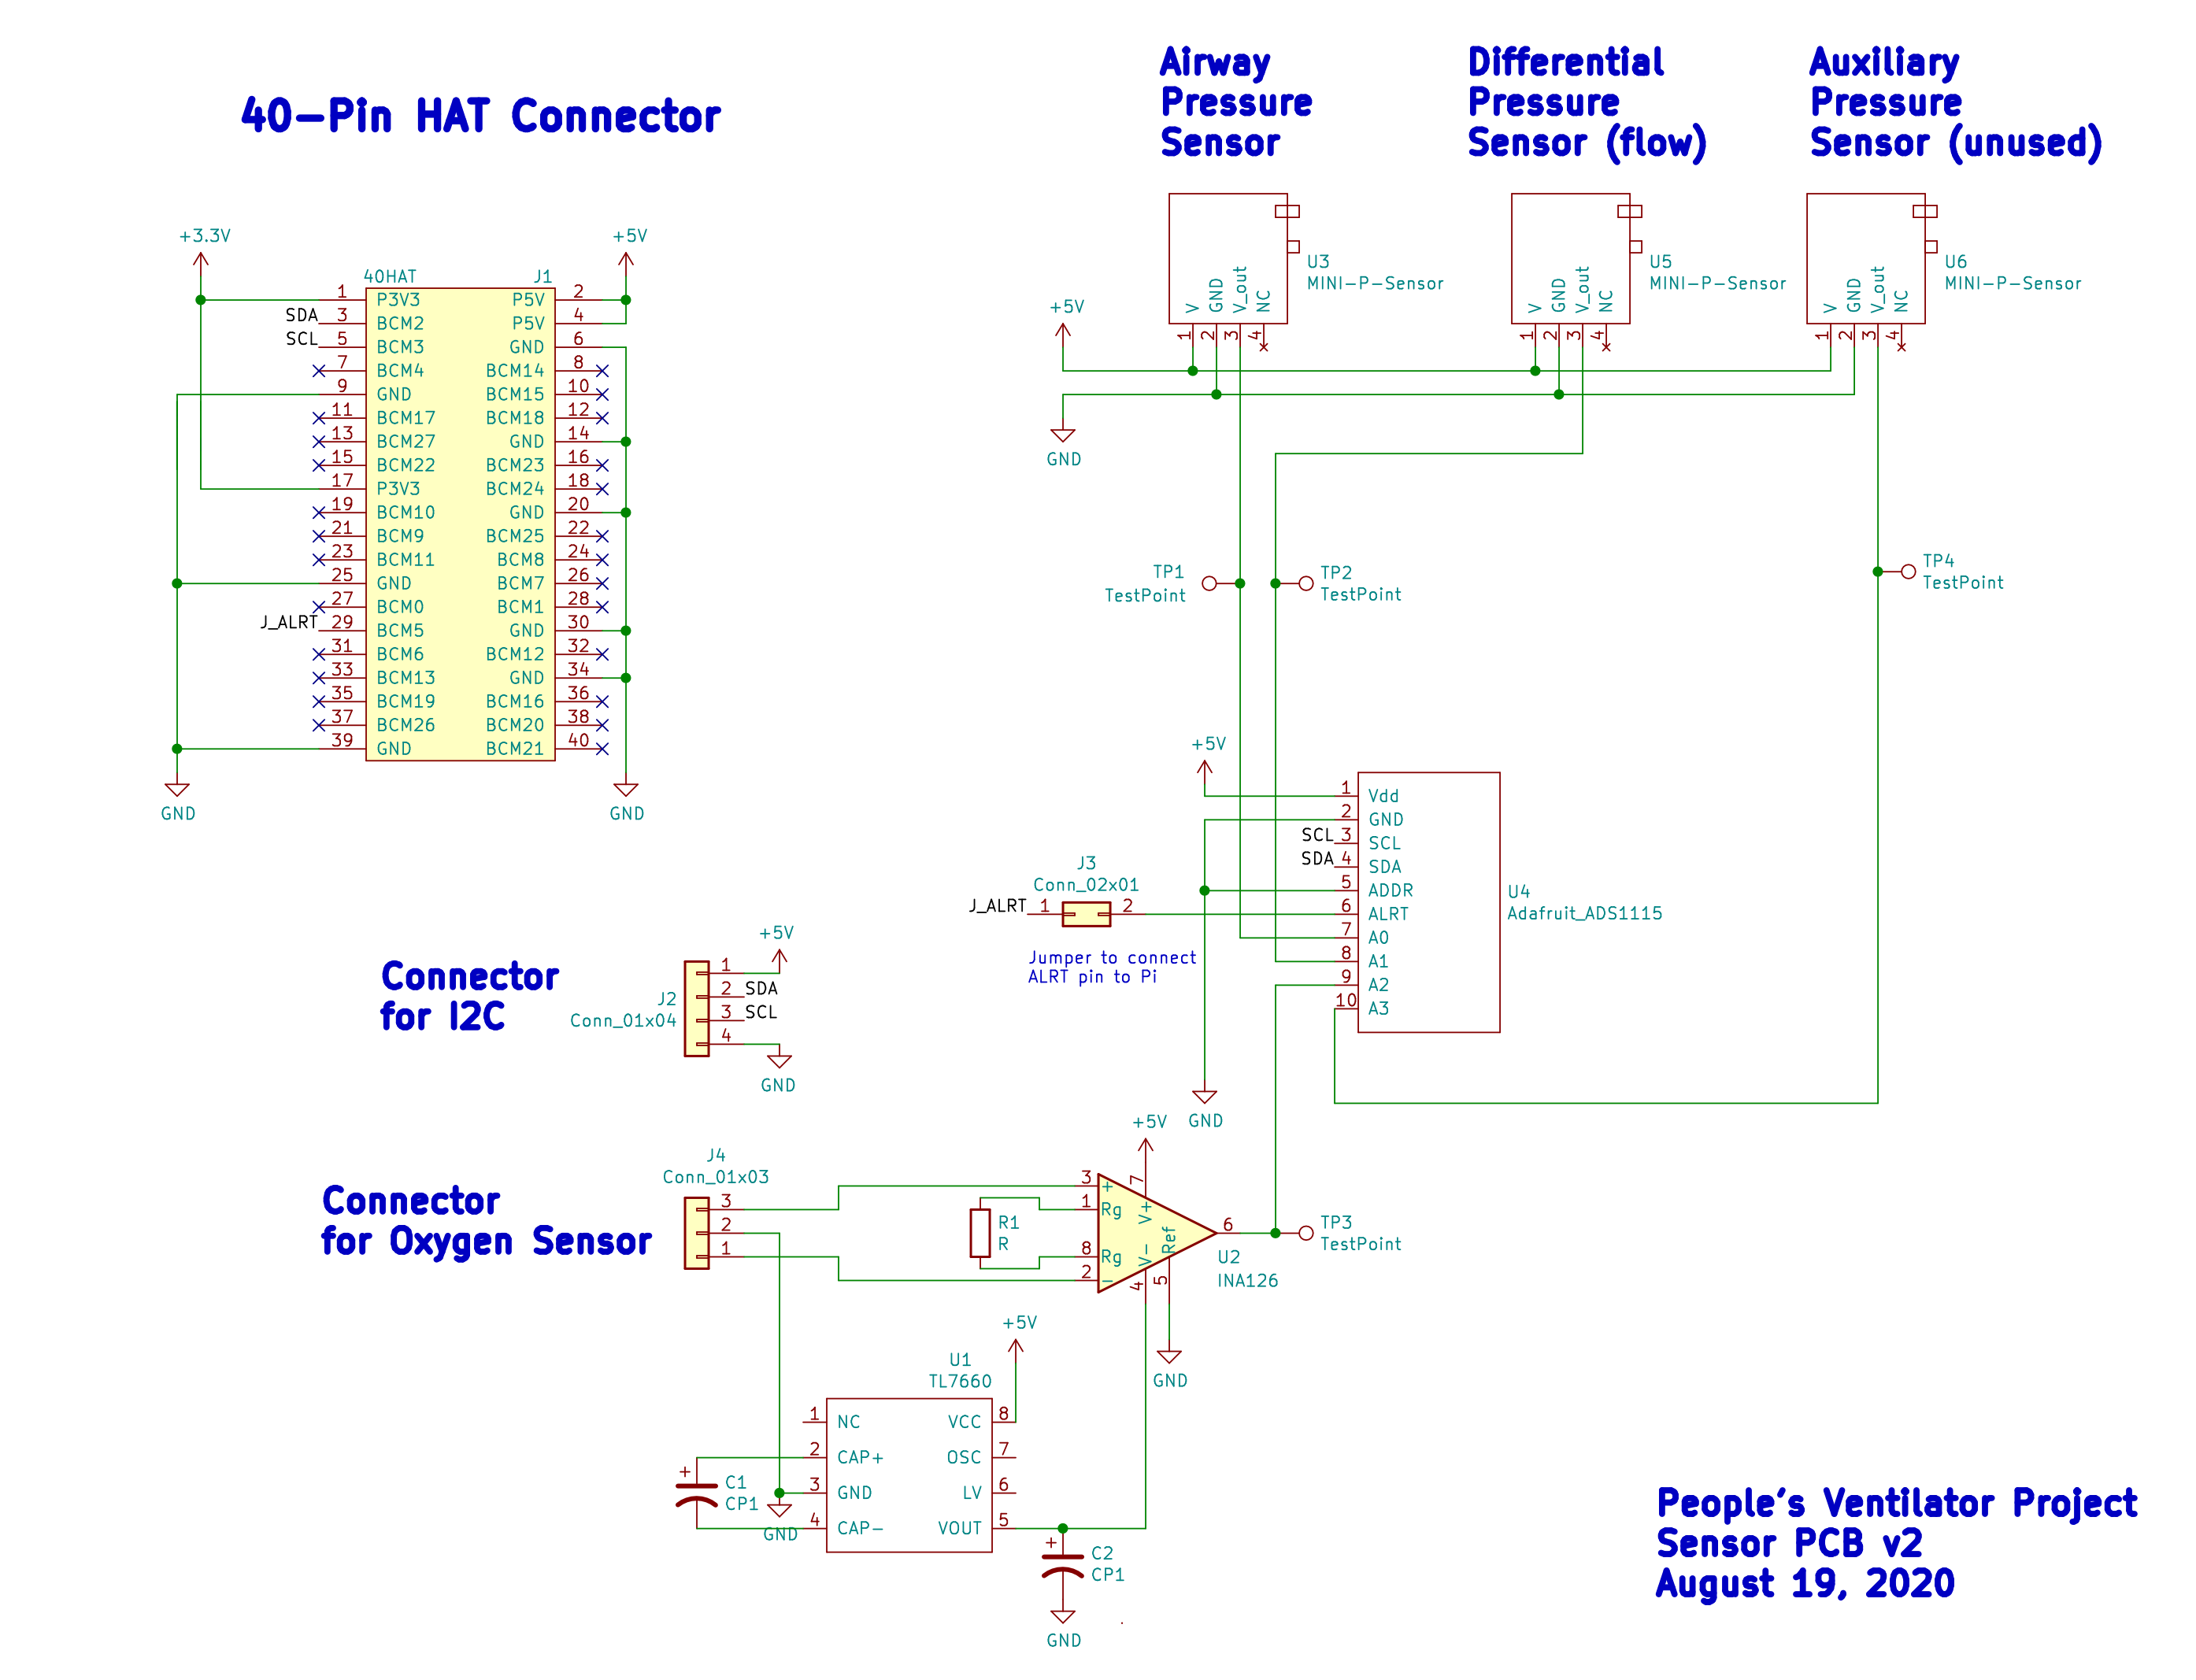 40-Pin HAT Connector
Airway
Pressure
Sensor
Differential
Pressure
Sensor (flow)
Auxiliary
Pressure
Sensor (unused)
+3.3V
+5V
40HAT
J1
1 P3V3 P5V 2
SDA 3 BCM2 P5V 4
SCL 5 BCM3 GND 6
7 BCM4 BCM14 8
9 GND BCM15 10
11 BCM17 BCM18 12
13 BCM27 GND 14
15 BCM22 BCM23 16
17 P3V3 BCM24 18
19 BCM10 GND 20
21 BCM9 BCM25 22
23 BCM11 BCM8 24
25 GND BCM7 26
27 BCM0 BCM1 28
J_ALRT 29 BCM5 GND 30
31 BCM6 BCM12 32
33 BCM13 GND 34
35 BCM19 BCM16 36
37 BCM26 BCM20 38
39 GND BCM21 40
GND
GND
+5V
GND
V GND V_out NC
1 2 3 4
U3
MINI-P-Sensor
V GND V_out NC
1 2 3 4
U5
MINI-P-Sensor
V GND V_out NC
1 2 3 4
U6
MINI-P-Sensor
TP1
TestPoint
TP2
TestPoint
TP4
TestPoint
+5V
1 Vdd
2 GND
SCL 3 SCL
SDA 4 SDA
5 ADDR
6 ALRT
7 A0
8 A1
9 A2
10 A3
U4
Adafruit_ADS1115
J3
Conn_02x01
J_ALRT 1 2
Jumper to connect
ALRT pin to Pi
GND
Connector
for I2C
J2
Conn_01x04
+5V
1
2 SDA
3 SCL
4
GND
Connector
for Oxygen Sensor
J4
Conn_01x03
3
2
1
R1
R
+5V
3 +
1 Rg
8 Rg
2 -
7 V+
4 V-
5 Ref
6
U2
INA126
TP3
TestPoint
GND
+5V
U1
TL7660
1 NC VCC 8
2 CAP+ OSC 7
3 GND LV 6
4 CAP- VOUT 5
+
C1
CP1
GND
+
C2
CP1
GND
People's Ventilator Project
Sensor PCB v2
August 19, 2020